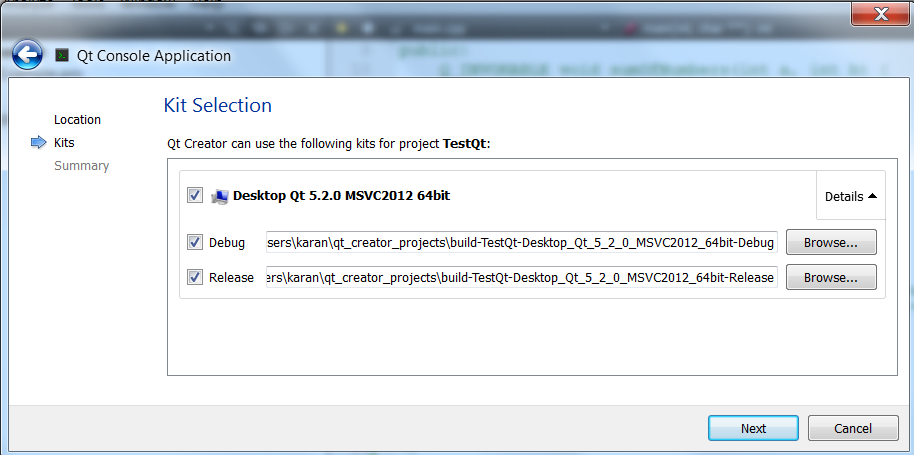 Qt Console Application
Kit Selection
Location
Kits
Summary
Qt Creator can use the following kits for project TestQt:
Desktop Qt 5.2.0 MSVC2012 64bit
Details
Debug
sers\karan\qt_creator_projects\build-TestQt-Desktop_Qt_5_2_0_MSVC2012_64bit-Debug
Browse...
Release
ers\karan\qt_creator_projects\build-TestQt-Desktop_Qt_5_2_0_MSVC2012_64bit-Release
Browse...
Next
Cancel